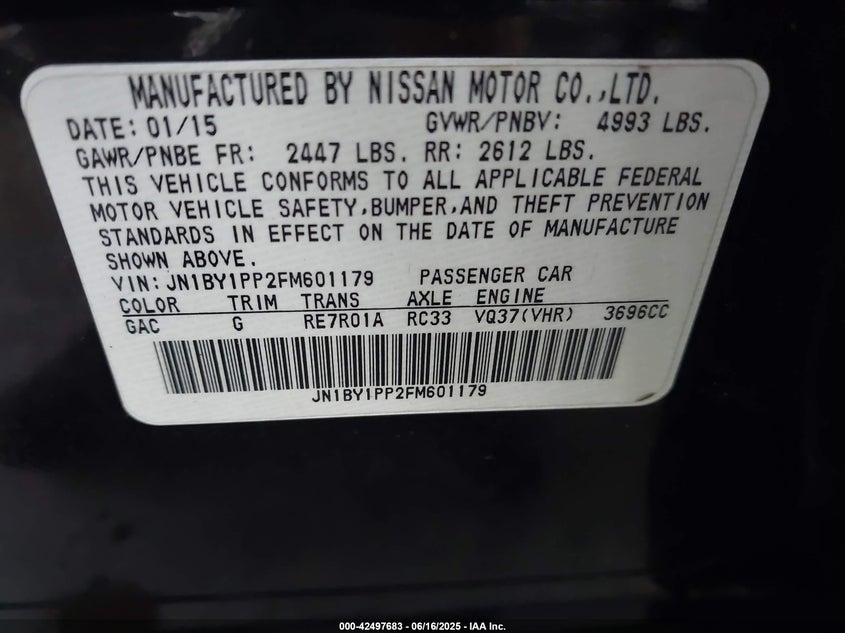 MANUFACTURED BY NISSAN MOTOR CO.,LTD.
DATE: 01/15 GVWR/PNBV: 4993 LBS.
GAWR/PNBE FR: 2447 LBS. RR: 2612 LBS.
THIS VEHICLE CONFORMS TO ALL APPLICABLE FEDERAL
MOTOR VEHICLE SAFETY,BUMPER,AND THEFT PREVENTION
STANDARDS IN EFFECT ON THE DATE OF MANUFACTURE
SHOWN ABOVE.
VIN: JN1BY1PP2FM601179 PASSENGER CAR
COLOR TRIM TRANS AXLE ENGINE
GAC G RE7R01A RC33 VQ37(VHR) 3696CC
JN1BY1PP2FM601179
000-42497683 - 06/16/2025 - IAA Inc.